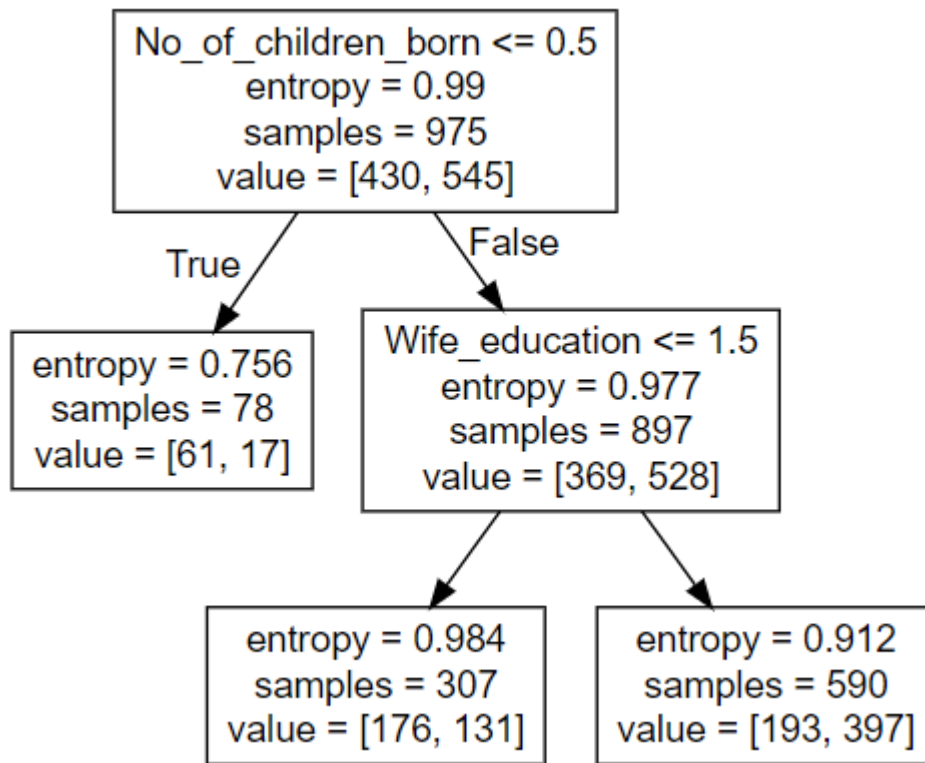 No_of_children_born <= 0.5
entropy = 0.99
samples = 975
value = [430, 545]
True
False
entropy = 0.756
samples = 78
value = [61, 17]
Wife_education <= 1.5
entropy = 0.977
samples = 897
value = [369, 528]
entropy = 0.984
samples = 307
value = [176, 131]
entropy = 0.912
samples = 590
value = [193, 397]